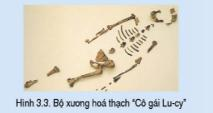 Hình 3.3. Bộ xương hoá thạch “Cô gái Lu-cy”